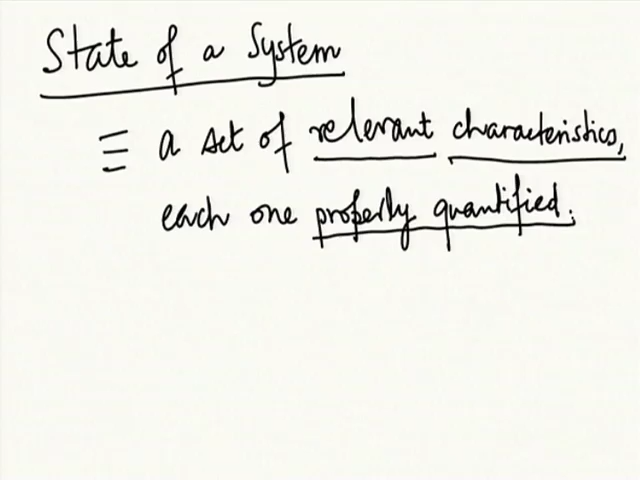 State of a System
≡ a set of relevant characteristics,
each one properly quantified.